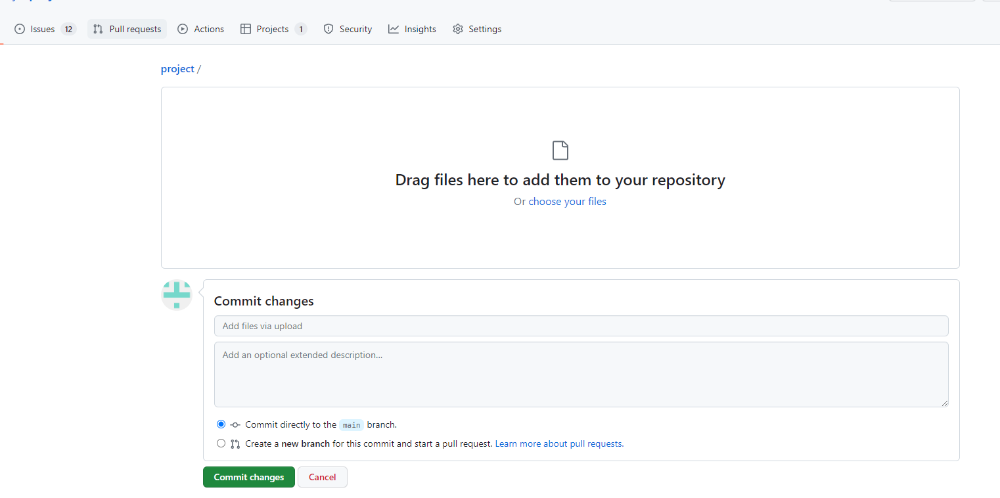 Issues 12 Pull requests Actions Projects 1 Security Insights Settings
project /
Drag files here to add them to your repository
Or choose your files
Commit changes
Add files via upload
Add an optional extended description...
Commit directly to the main branch.
Create a new branch for this commit and start a pull request. Learn more about pull requests.
Commit changes Cancel